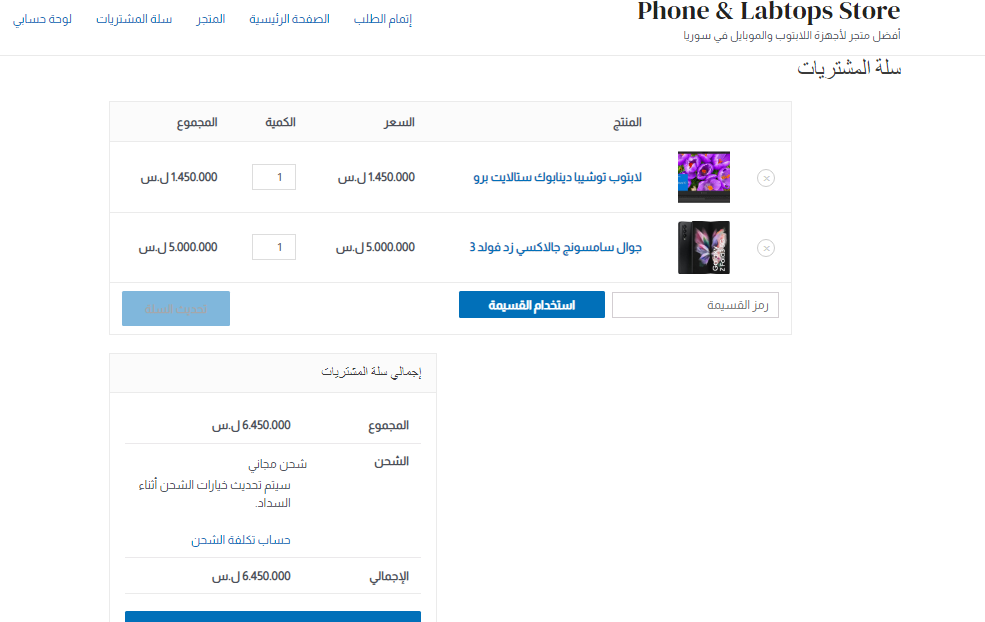 Phone & Labtops Store
أفضل متجر لأجهزة اللابتوب والموبايل في سوريا
إتمام الطلب الصفحة الرئيسية المتجر سلة المشتريات لوحة حسابي
سلة المشتريات
المنتج السعر الكمية المجموع
لابتوب توشيبا دينابوك ستالايت برو 1.450.000 ل.س 1 1.450.000 ل.س
جوال سامسونج جالاكسي زد فولد 3 5.000.000 ل.س 1 5.000.000 ل.س
رمز القسيمة استخدام القسيمة تحديث السلة
إجمالي سلة المشتريات
المجموع 6.450.000 ل.س
الشحن شحن مجاني
سيتم تحديث خيارات الشحن أثناء
السداد.
حساب تكلفة الشحن
الإجمالي 6.450.000 ل.س